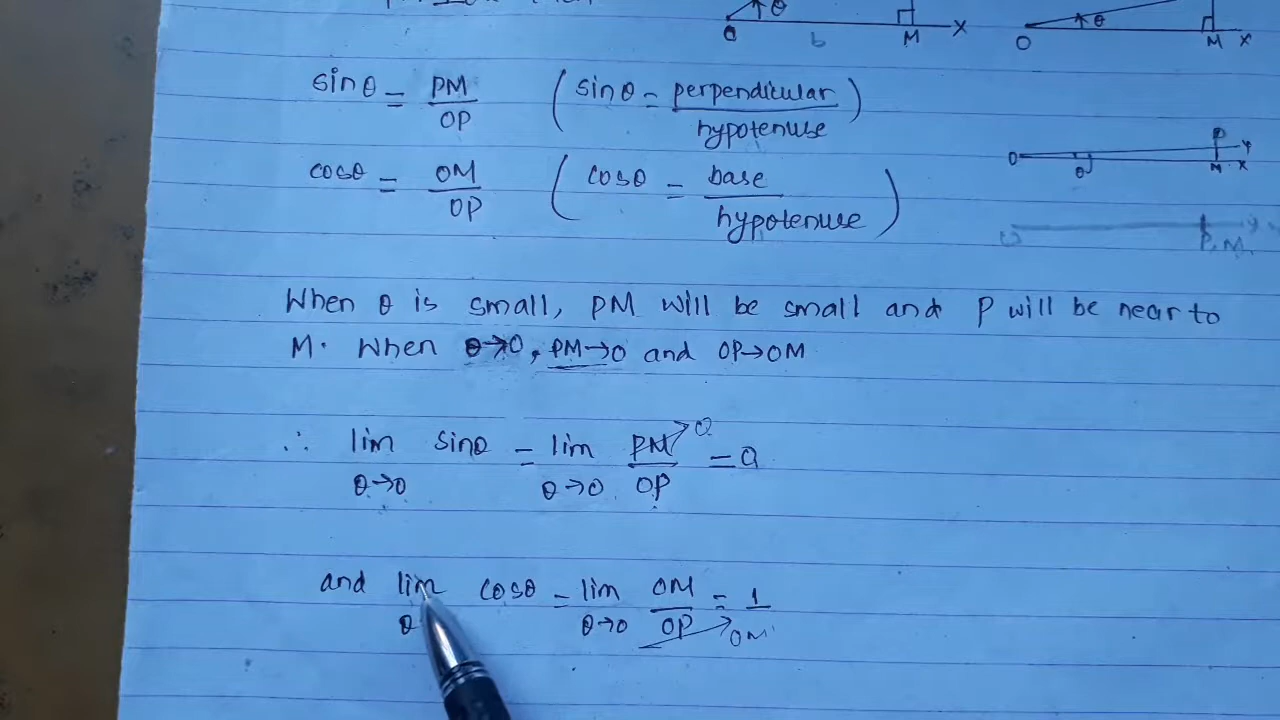 θ
O b M X
θ
O M X
sinθ = PM/OP (sinθ = perpendicular/hypotenuse)
cosθ = OM/OP (cosθ = base/hypotenuse)
P
O θ M X Y
P, M
When θ is small, PM will be small and P will be near to
M. When θ→0, PM→0 and OP→OM
∴ lim θ→0 sinθ = lim θ→0 PM/OP = 0
0
and lim θ cosθ = lim θ→0 OM/OP = 1
OM